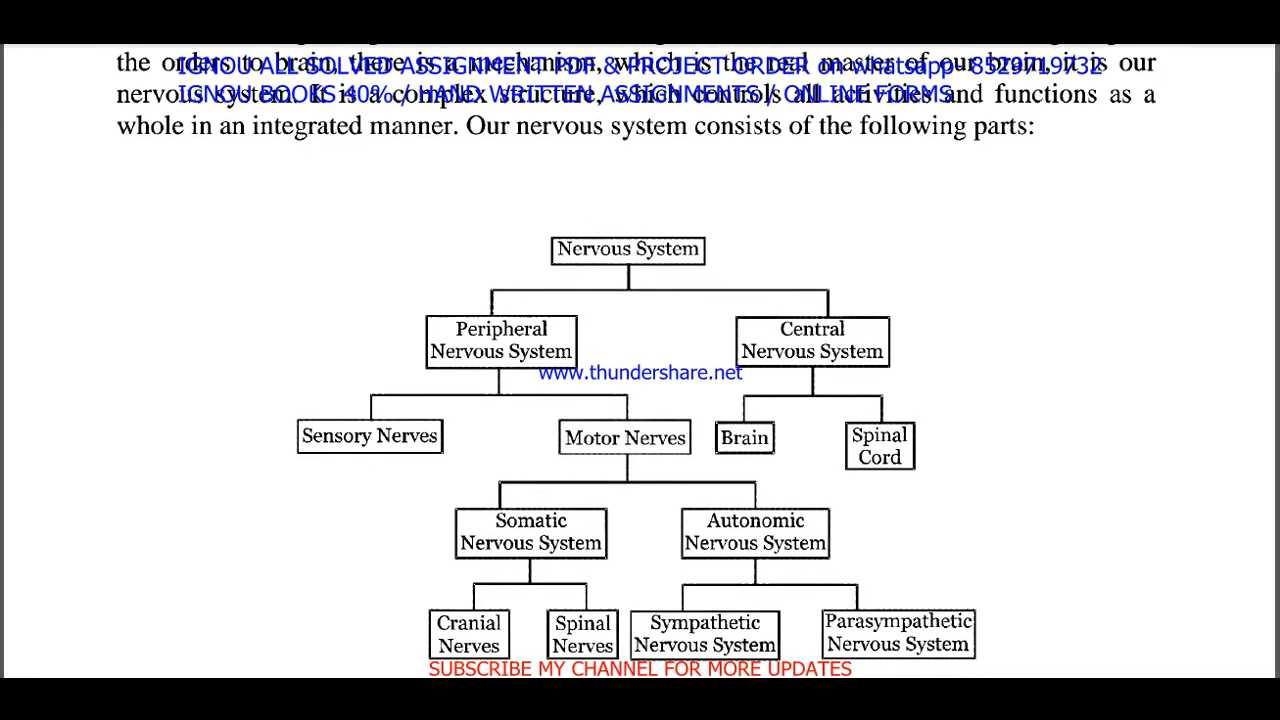 the orders to brain, there is a mechanism, which is the real master of our brain, it is our
IGNOU ALL SOLVED ASSIGNMENT PDF & PROJECT ORDER on whatsapp- 8529719732
nervous system. It is a complex structure, which controls all activities and functions as a
IGNOU BOOKS 40% / HAND WRITTEN ASSIGNMENTS / ONLINE FORMS
whole in an integrated manner. Our nervous system consists of the following parts:
Nervous System
Peripheral
Nervous System
Central
Nervous System
www.thundershare.net
Sensory Nerves
Motor Nerves
Brain
Spinal
Cord
Somatic
Nervous System
Autonomic
Nervous System
Cranial
Nerves
Spinal
Nerves
Sympathetic
Nervous System
Parasympathetic
Nervous System
SUBSCRIBE MY CHANNEL FOR MORE UPDATES